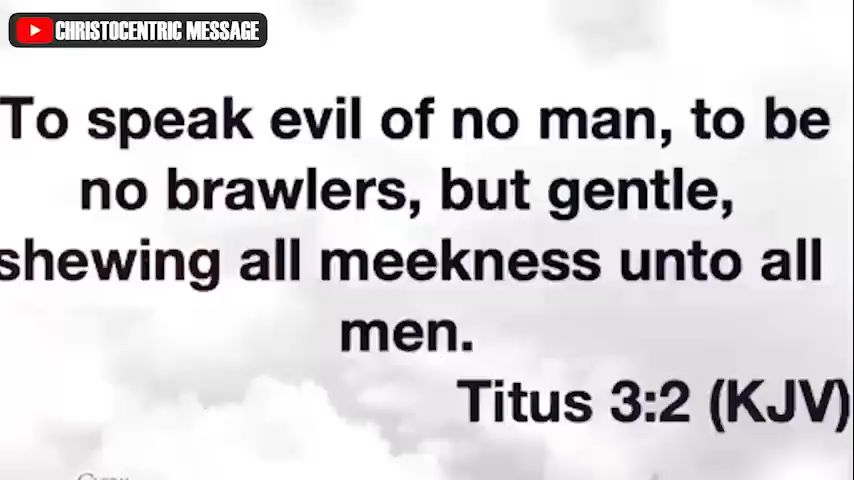 CHRISTOCENTRIC MESSAGE
To speak evil of no man, to be
no brawlers, but gentle,
shewing all meekness unto all
men.
Titus 3:2 (KJV)